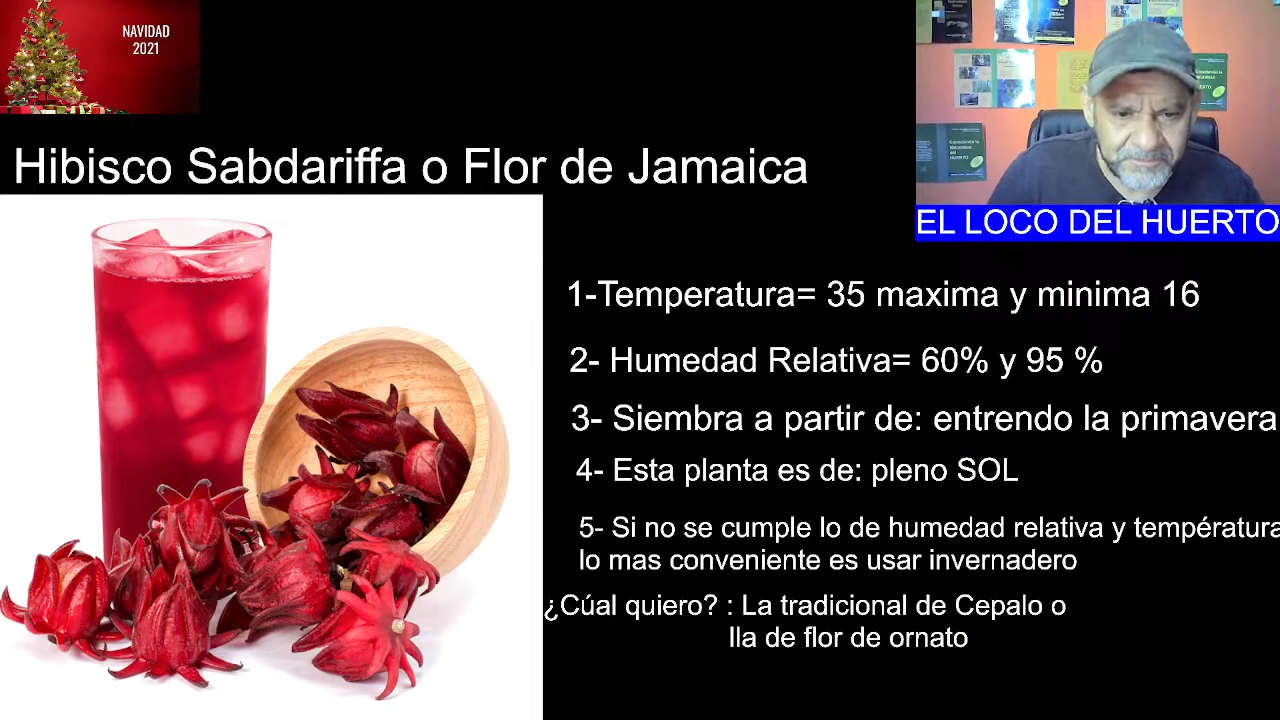 NAVIDAD
2021
Hibisco Sabdariffa o Flor de Jamaica
EL LOCO DEL HUERTO
1-Temperatura= 35 maxima y minima 16
2- Humedad Relativa= 60% y 95 %
3- Siembra a partir de: entrendo la primavera
4- Esta planta es de: pleno SOL
5- Si no se cumple lo de humedad relativa y températura
lo mas conveniente es usar invernadero
¿Cúal quiero? : La tradicional de Cepalo o
lla de flor de ornato